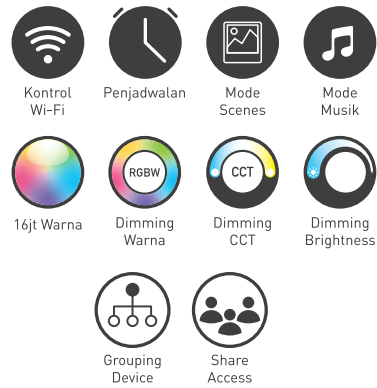 Kontrol
Wi-Fi
Penjadwalan
Mode
Scenes
Mode
Musik
16jt Warna
RGBW
Dimming
Warna
CCT
Dimming
CCT
Dimming
Brightness
Grouping
Device
Share
Access